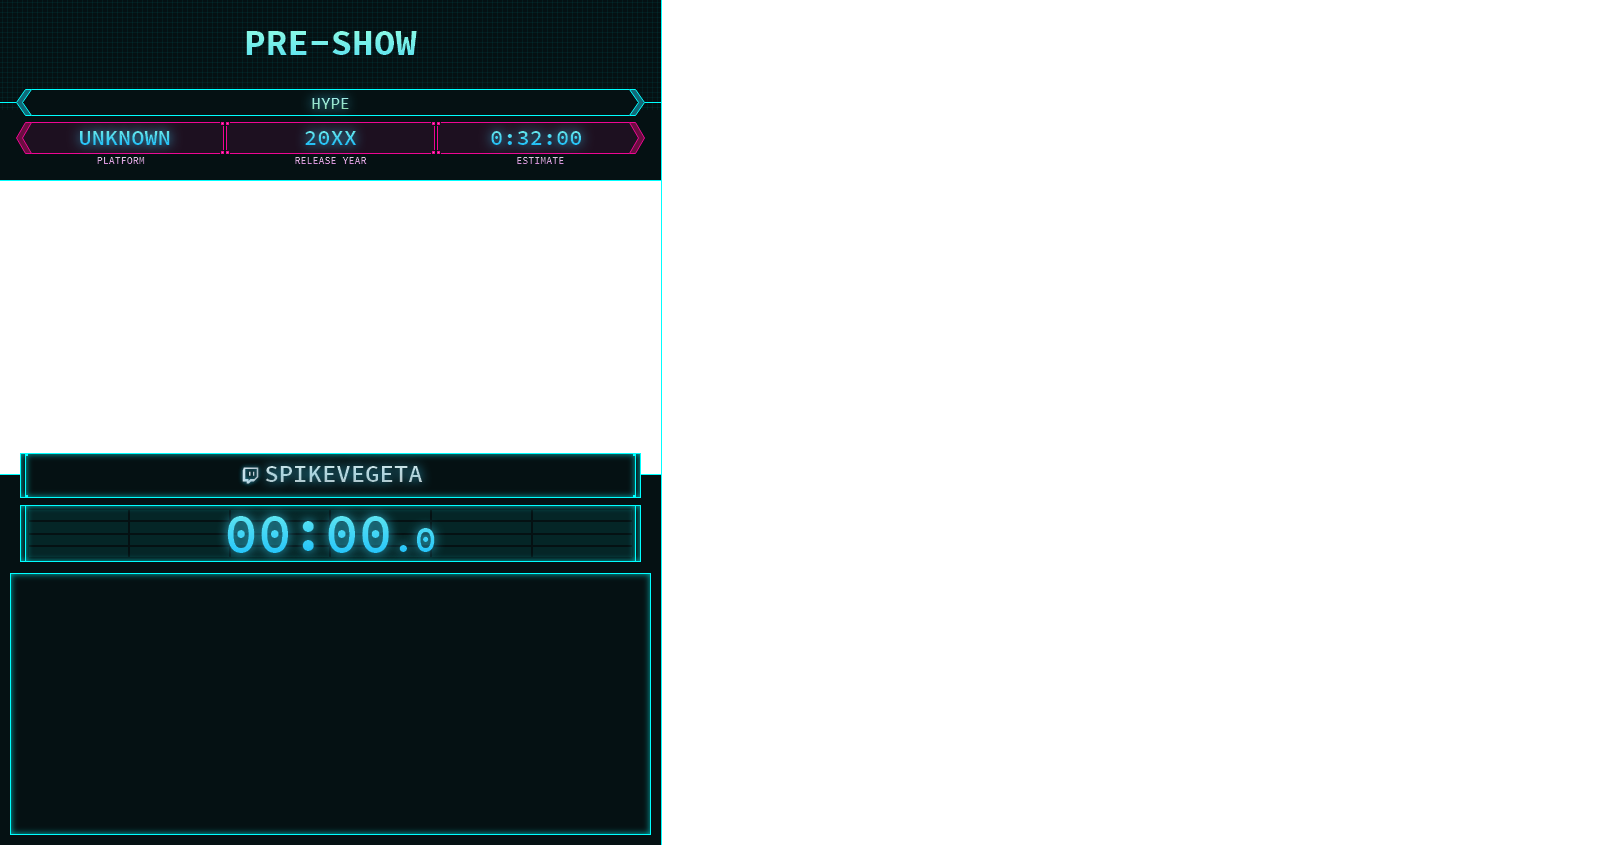 PRE-SHOW
HYPE
UNKNOWN 20XX 0:32:00
PLATFORM RELEASE YEAR ESTIMATE
SPIKEVEGETA
00:00.0